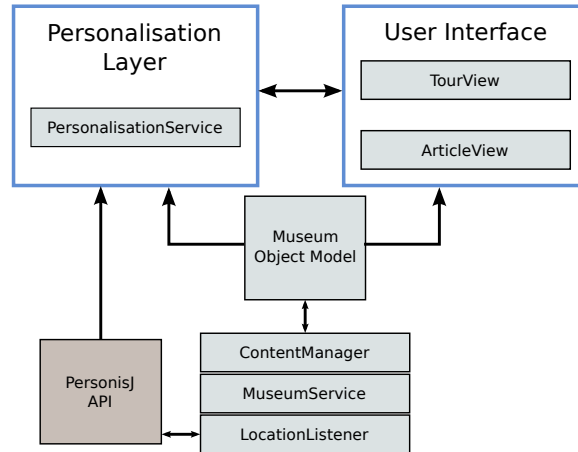 Personalisation
Layer
PersonalisationService
User Interface
TourView
ArticleView
Museum
Object Model
ContentManager
MuseumService
LocationListener
PersonisJ
API